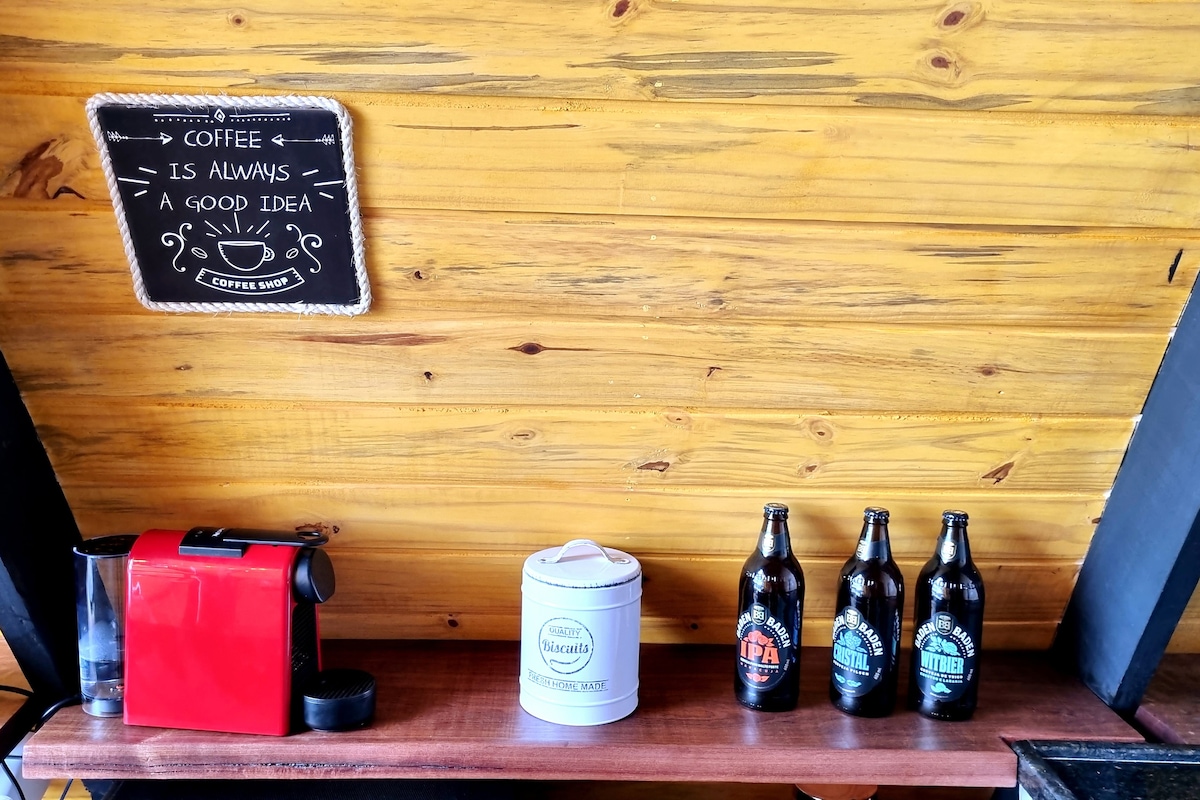 COFFEE
IS ALWAYS
A GOOD IDEA
COFFEE SHOP
QUALITY
Biscuits
FRESH HOME MADE
BADEN BADEN
IPA
BADEN BADEN
CRISTAL
BADEN BADEN
WITBIER